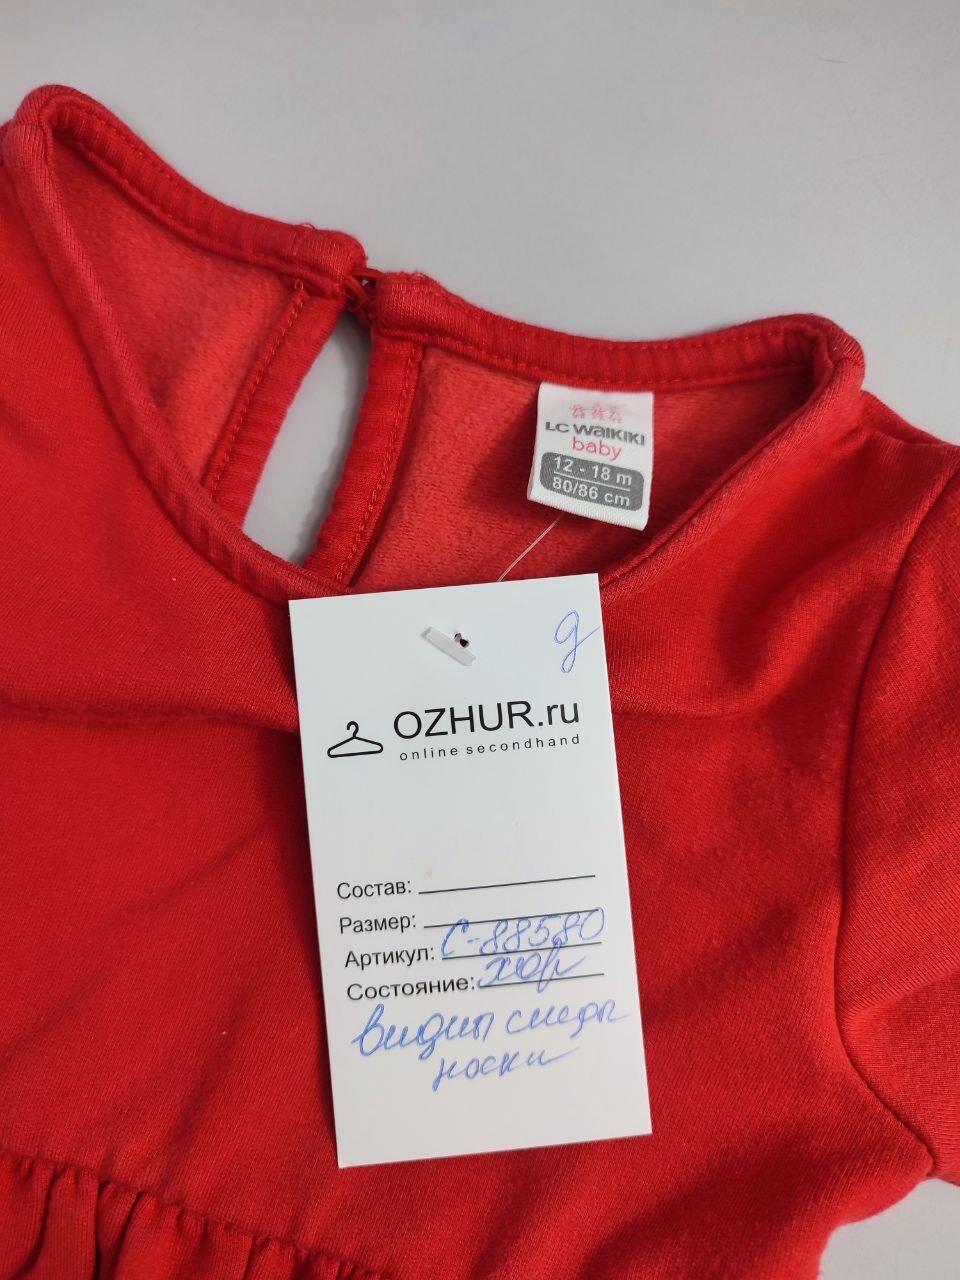 LC WAIKIKI
baby
12 - 18 m
80/86 cm
g
OZHUR.ru
online secondhand
Состав:
Размер:
Артикул: С-88580
Состояние: хор
видны следы
носки